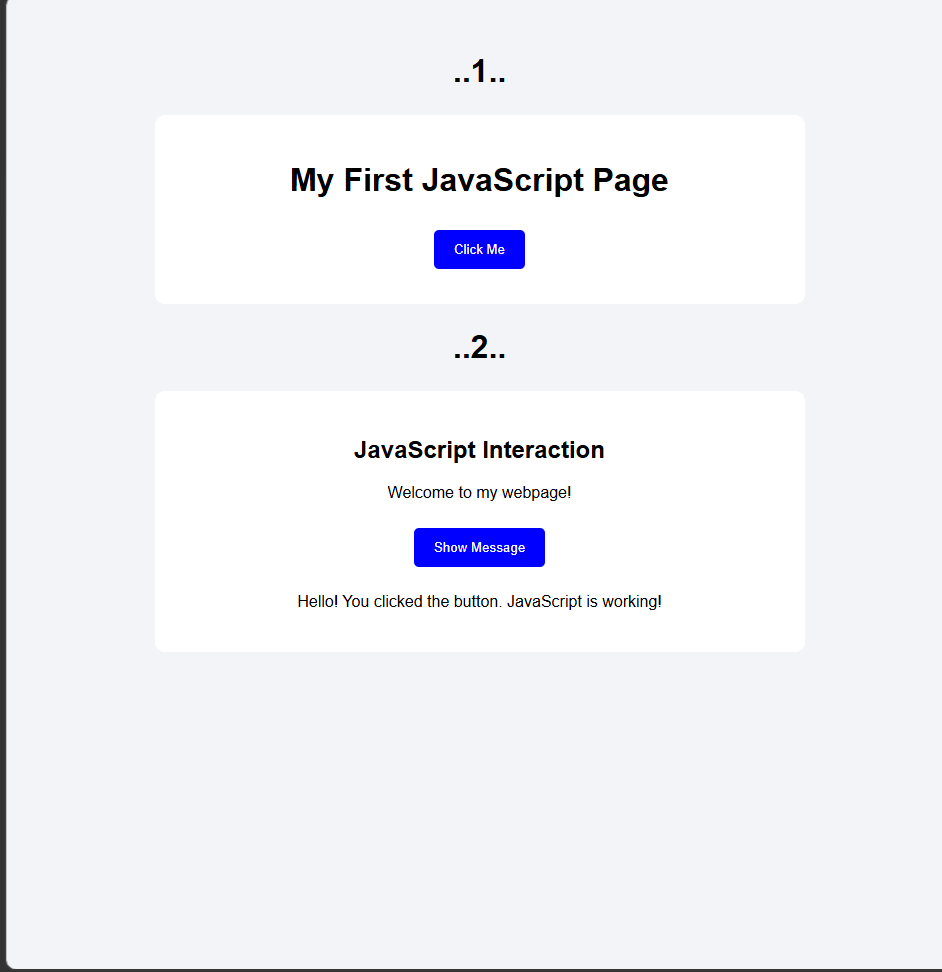 ..1..
My First JavaScript Page
Click Me
..2..
JavaScript Interaction
Welcome to my webpage!
Show Message
Hello! You clicked the button. JavaScript is working!